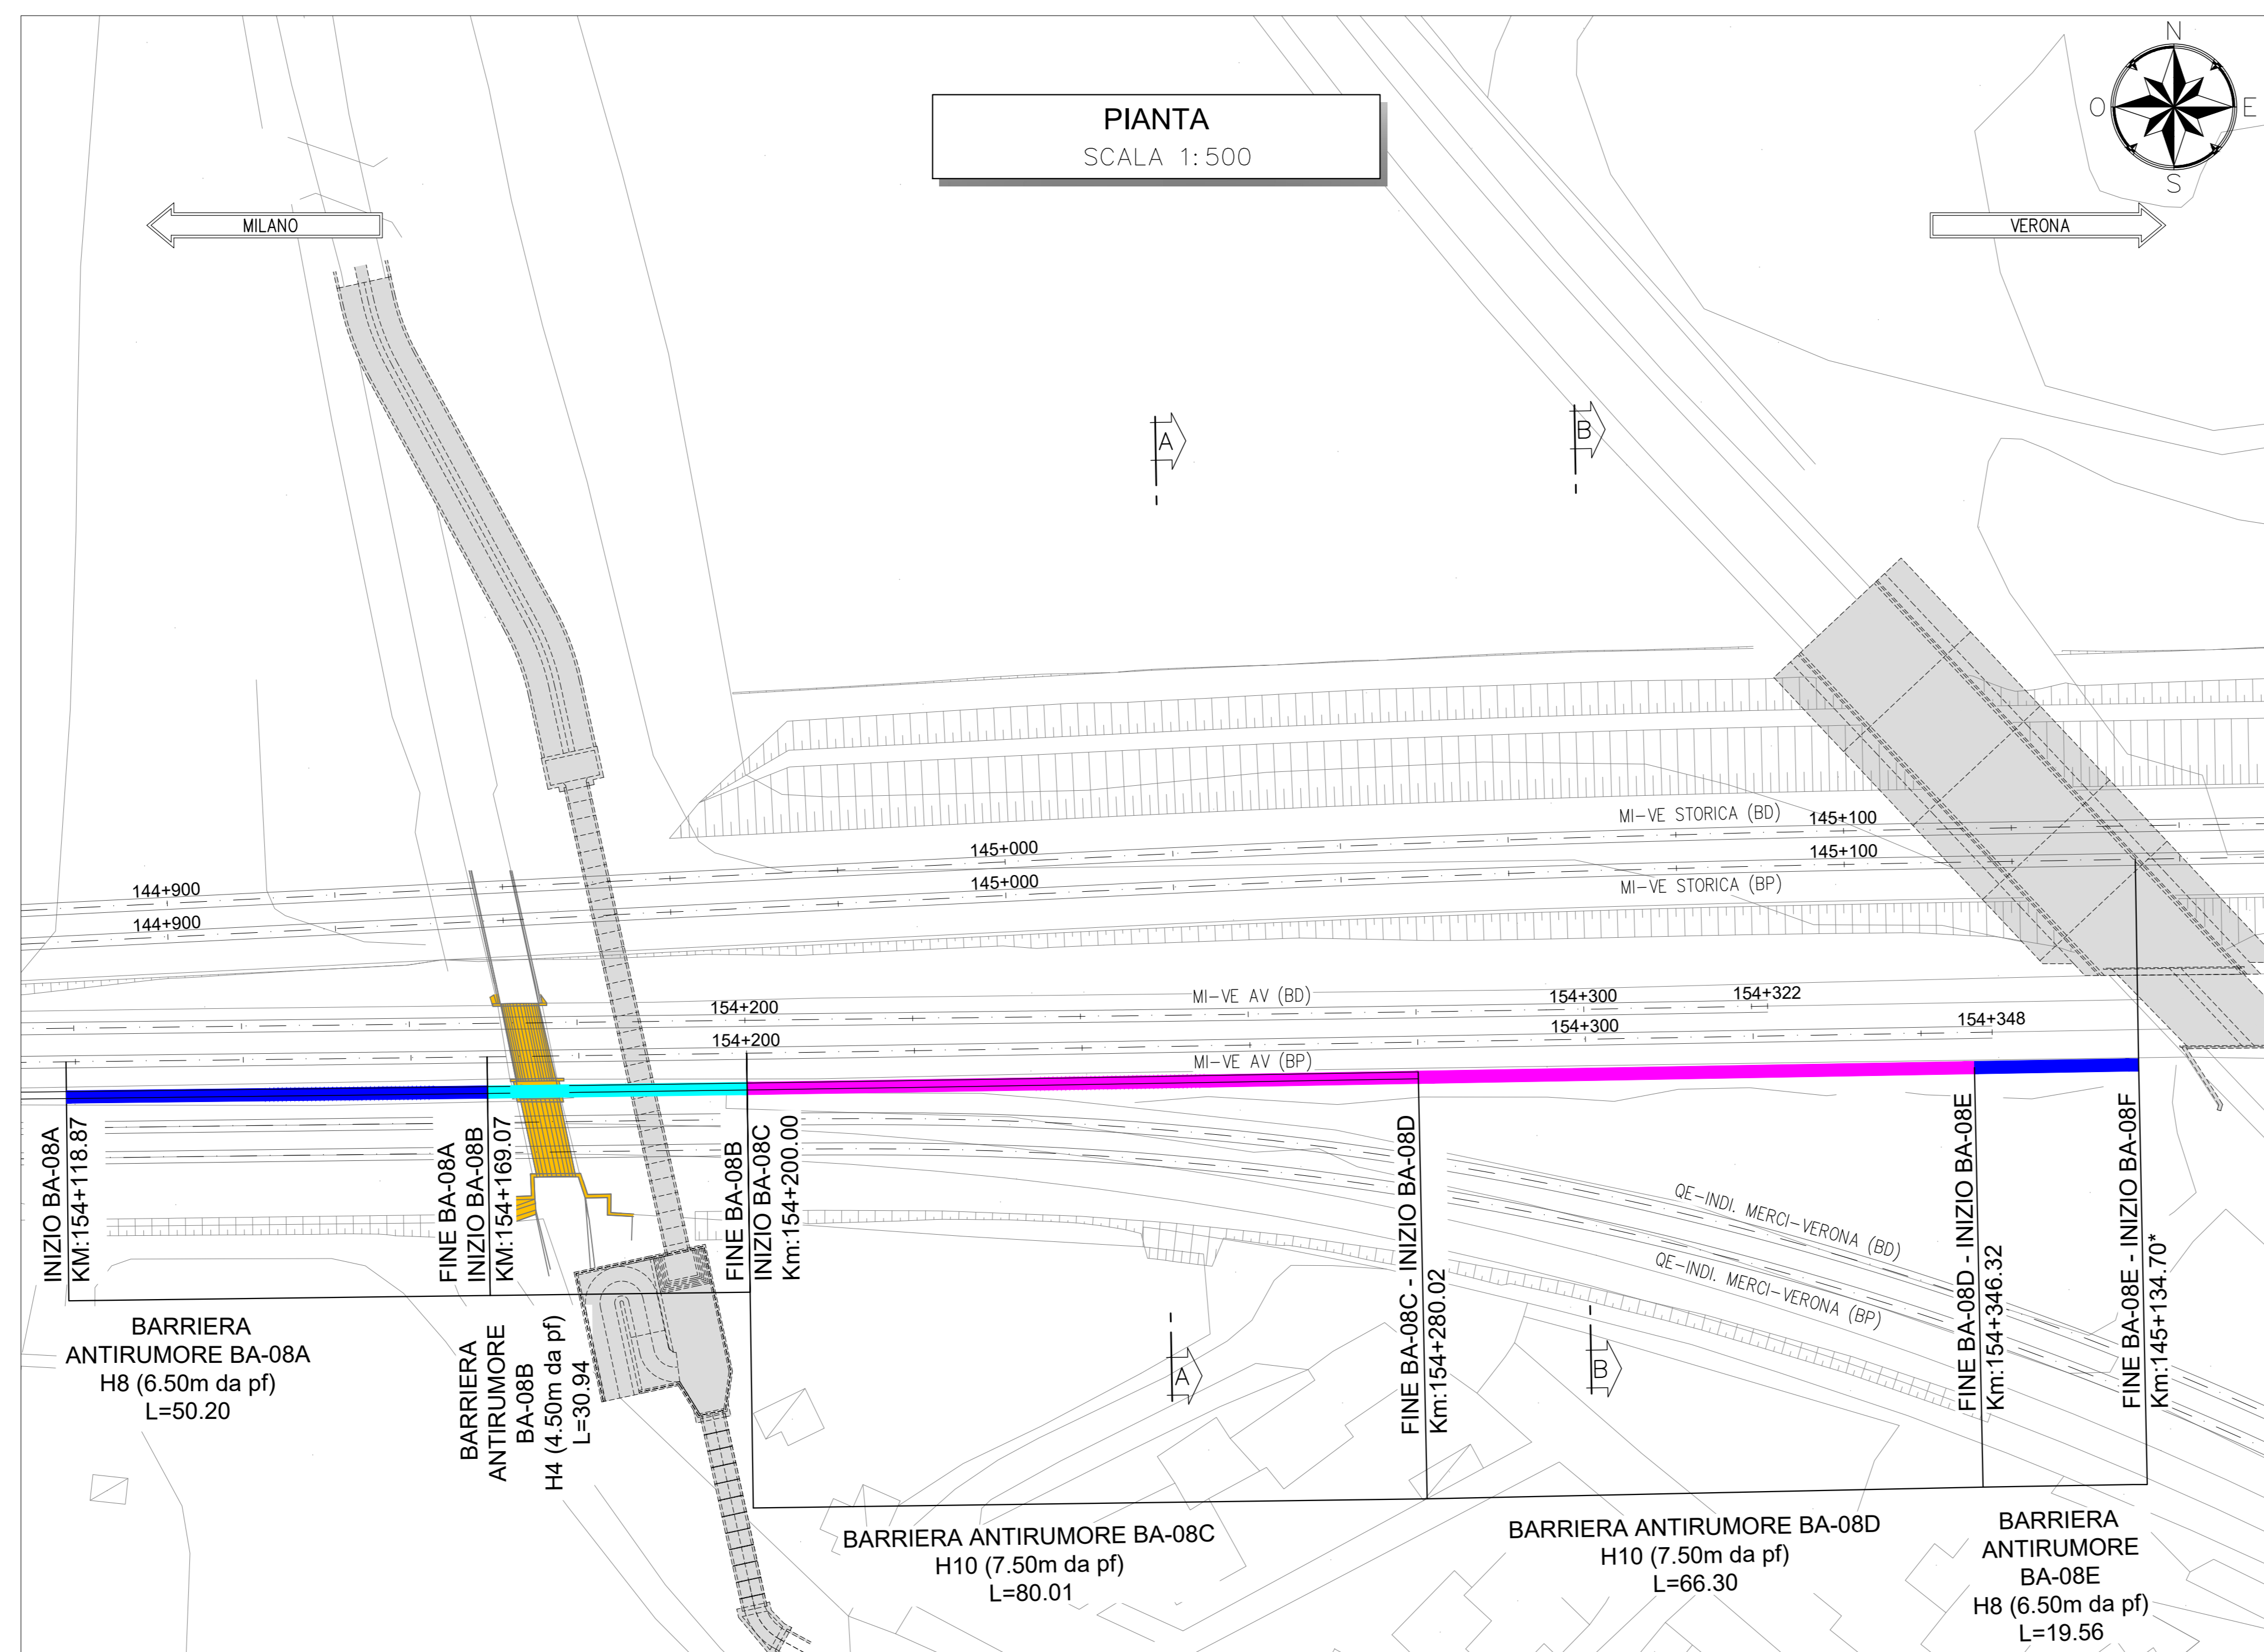 N
O
E
S
PIANTA
SCALA 1:500
MILANO
VERONA
A
B
MI-VE STORICA (BD)
145+100
145+000
144+900
145+100
145+000
MI-VE STORICA (BP)
144+900
MI-VE AV (BD)
154+200
154+300
154+322
154+200
154+300
154+348
MI-VE AV (BP)
INIZIO BA-08A
KM:154+118.87
FINE BA-08A
INIZIO BA-08B
KM:154+169.07
FINE BA-08B
INIZIO BA-08C
Km:154+200.00
FINE BA-08C - INIZIO BA-08D
Km:154+280.02
FINE BA-08D - INIZIO BA-08E
Km:154+346.32
FINE BA-08E - INIZIO BA-08F
Km:145+134.70*
QE-INDI. MERCI-VERONA (BD)
QE-INDI. MERCI-VERONA (BP)
A
B
BARRIERA
ANTIRUMORE BA-08A
H8 (6.50m da pf)
L=50.20
BARRIERA
ANTIRUMORE
BA-08B
H4 (4.50m da pf)
L=30.94
BARRIERA ANTIRUMORE BA-08C
H10 (7.50m da pf)
L=80.01
BARRIERA ANTIRUMORE BA-08D
H10 (7.50m da pf)
L=66.30
BARRIERA
ANTIRUMORE
BA-08E
H8 (6.50m da pf)
L=19.56